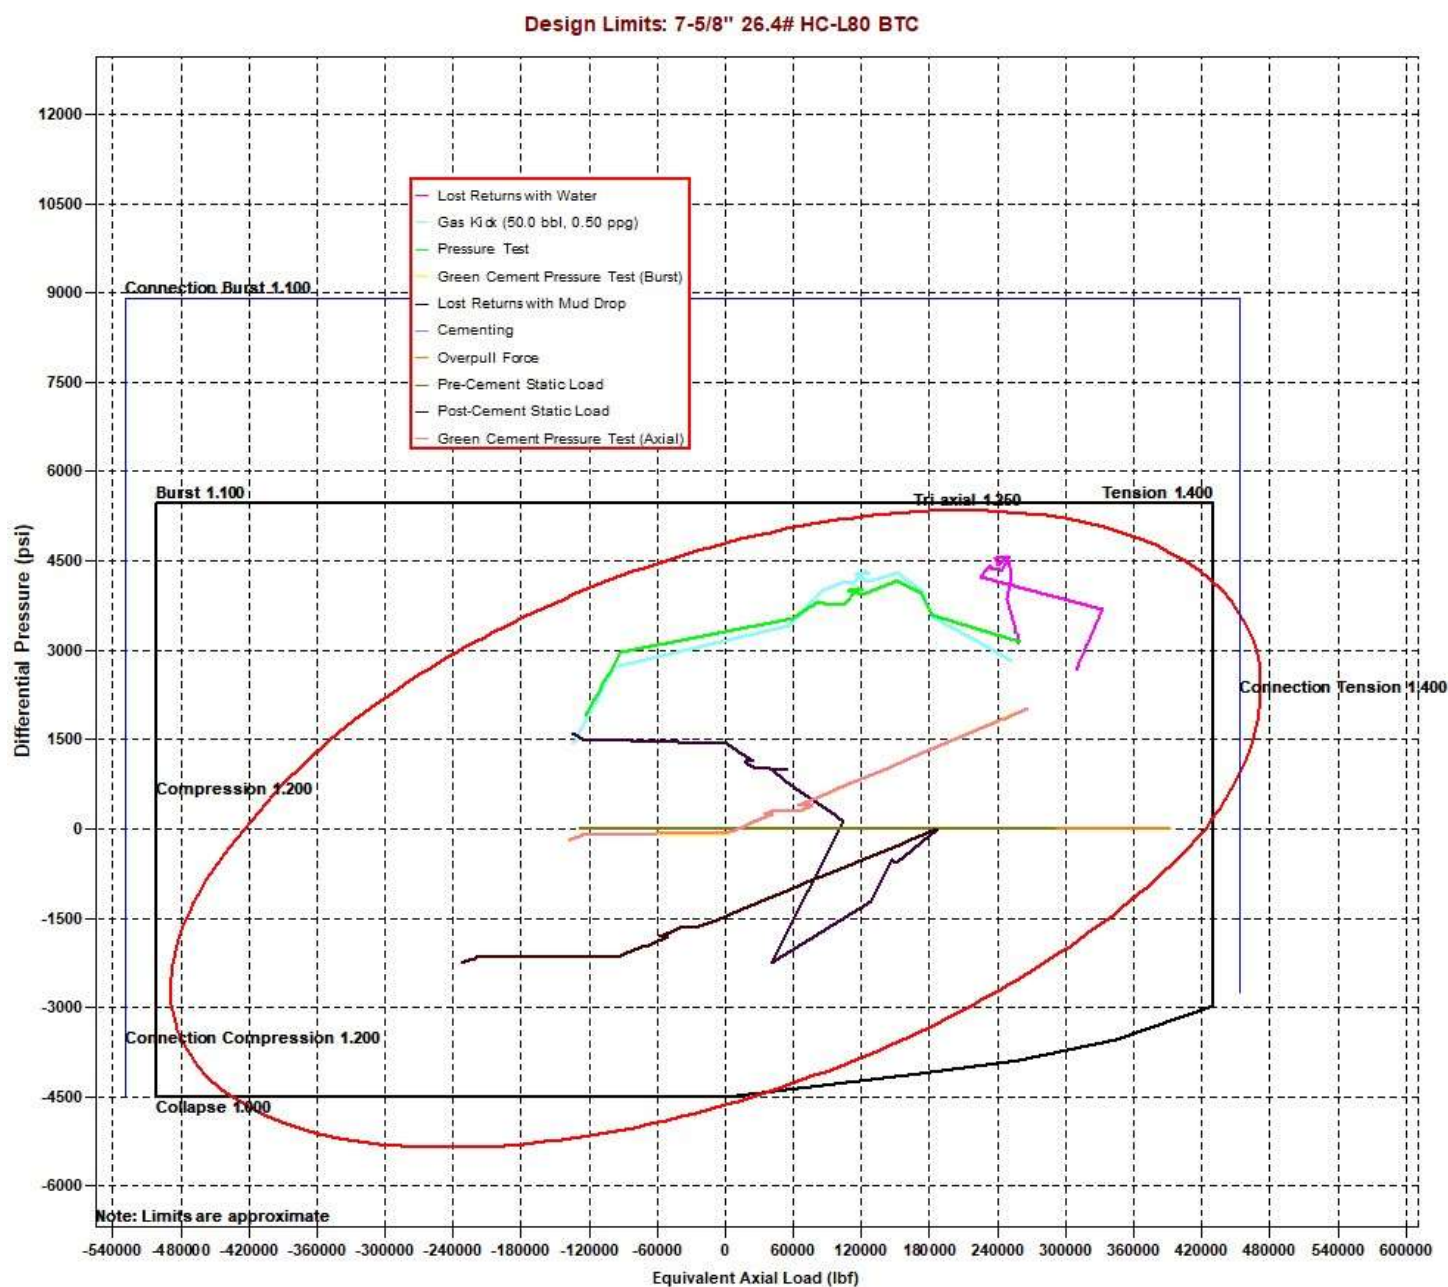 Design Limits: 7-5/8" 26.4# HC-L80 BTC
12000
10500
9000
7500
6000
4500
3000
1500
0
-1500
-3000
-4500
-6000
Differential Pressure (psi)
Lost Returns with Water
Gas Kick (50.0 bbl, 0.50 ppg)
Pressure Test
Green Cement Pressure Test (Burst)
Lost Returns with Mud Drop
Cementing
Overpull Force
Pre-Cement Static Load
Post-Cement Static Load
Green Cement Pressure Test (Axial)
Connection Burst 1.100
Burst 1.100
Tri axial 1.250
Tension 1.400
Connection Tension 1.400
Compression 1.200
Connection Compression 1.200
Collapse 1.000
Note: Limits are approximate
-540000 -480000 -420000 -360000 -300000 -240000 -180000 -120000 -60000 0 60000 120000 180000 240000 300000 360000 420000 480000 540000 600000
Equivalent Axial Load (lbf)